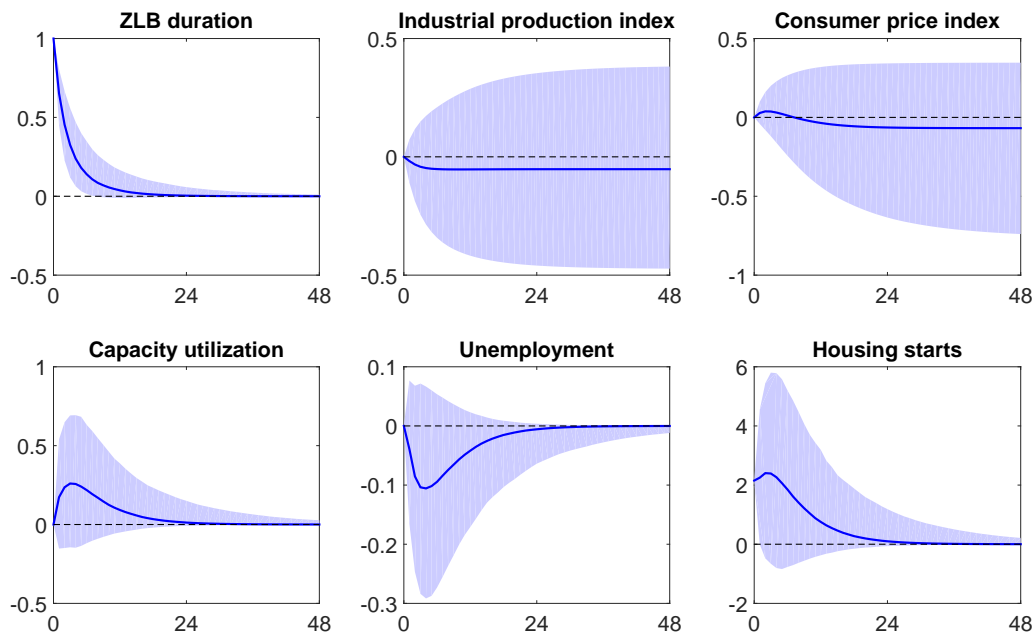 ZLB duration
1
0.5
0
-0.5
0 24 48
Industrial production index
0.5
0
-0.5
0 24 48
Consumer price index
0.5
0
-0.5
-1
0 24 48
Capacity utilization
1
0.5
0
-0.5
0 24 48
Unemployment
0.1
0
-0.1
-0.2
-0.3
0 24 48
Housing starts
6
4
2
0
-2
0 24 48